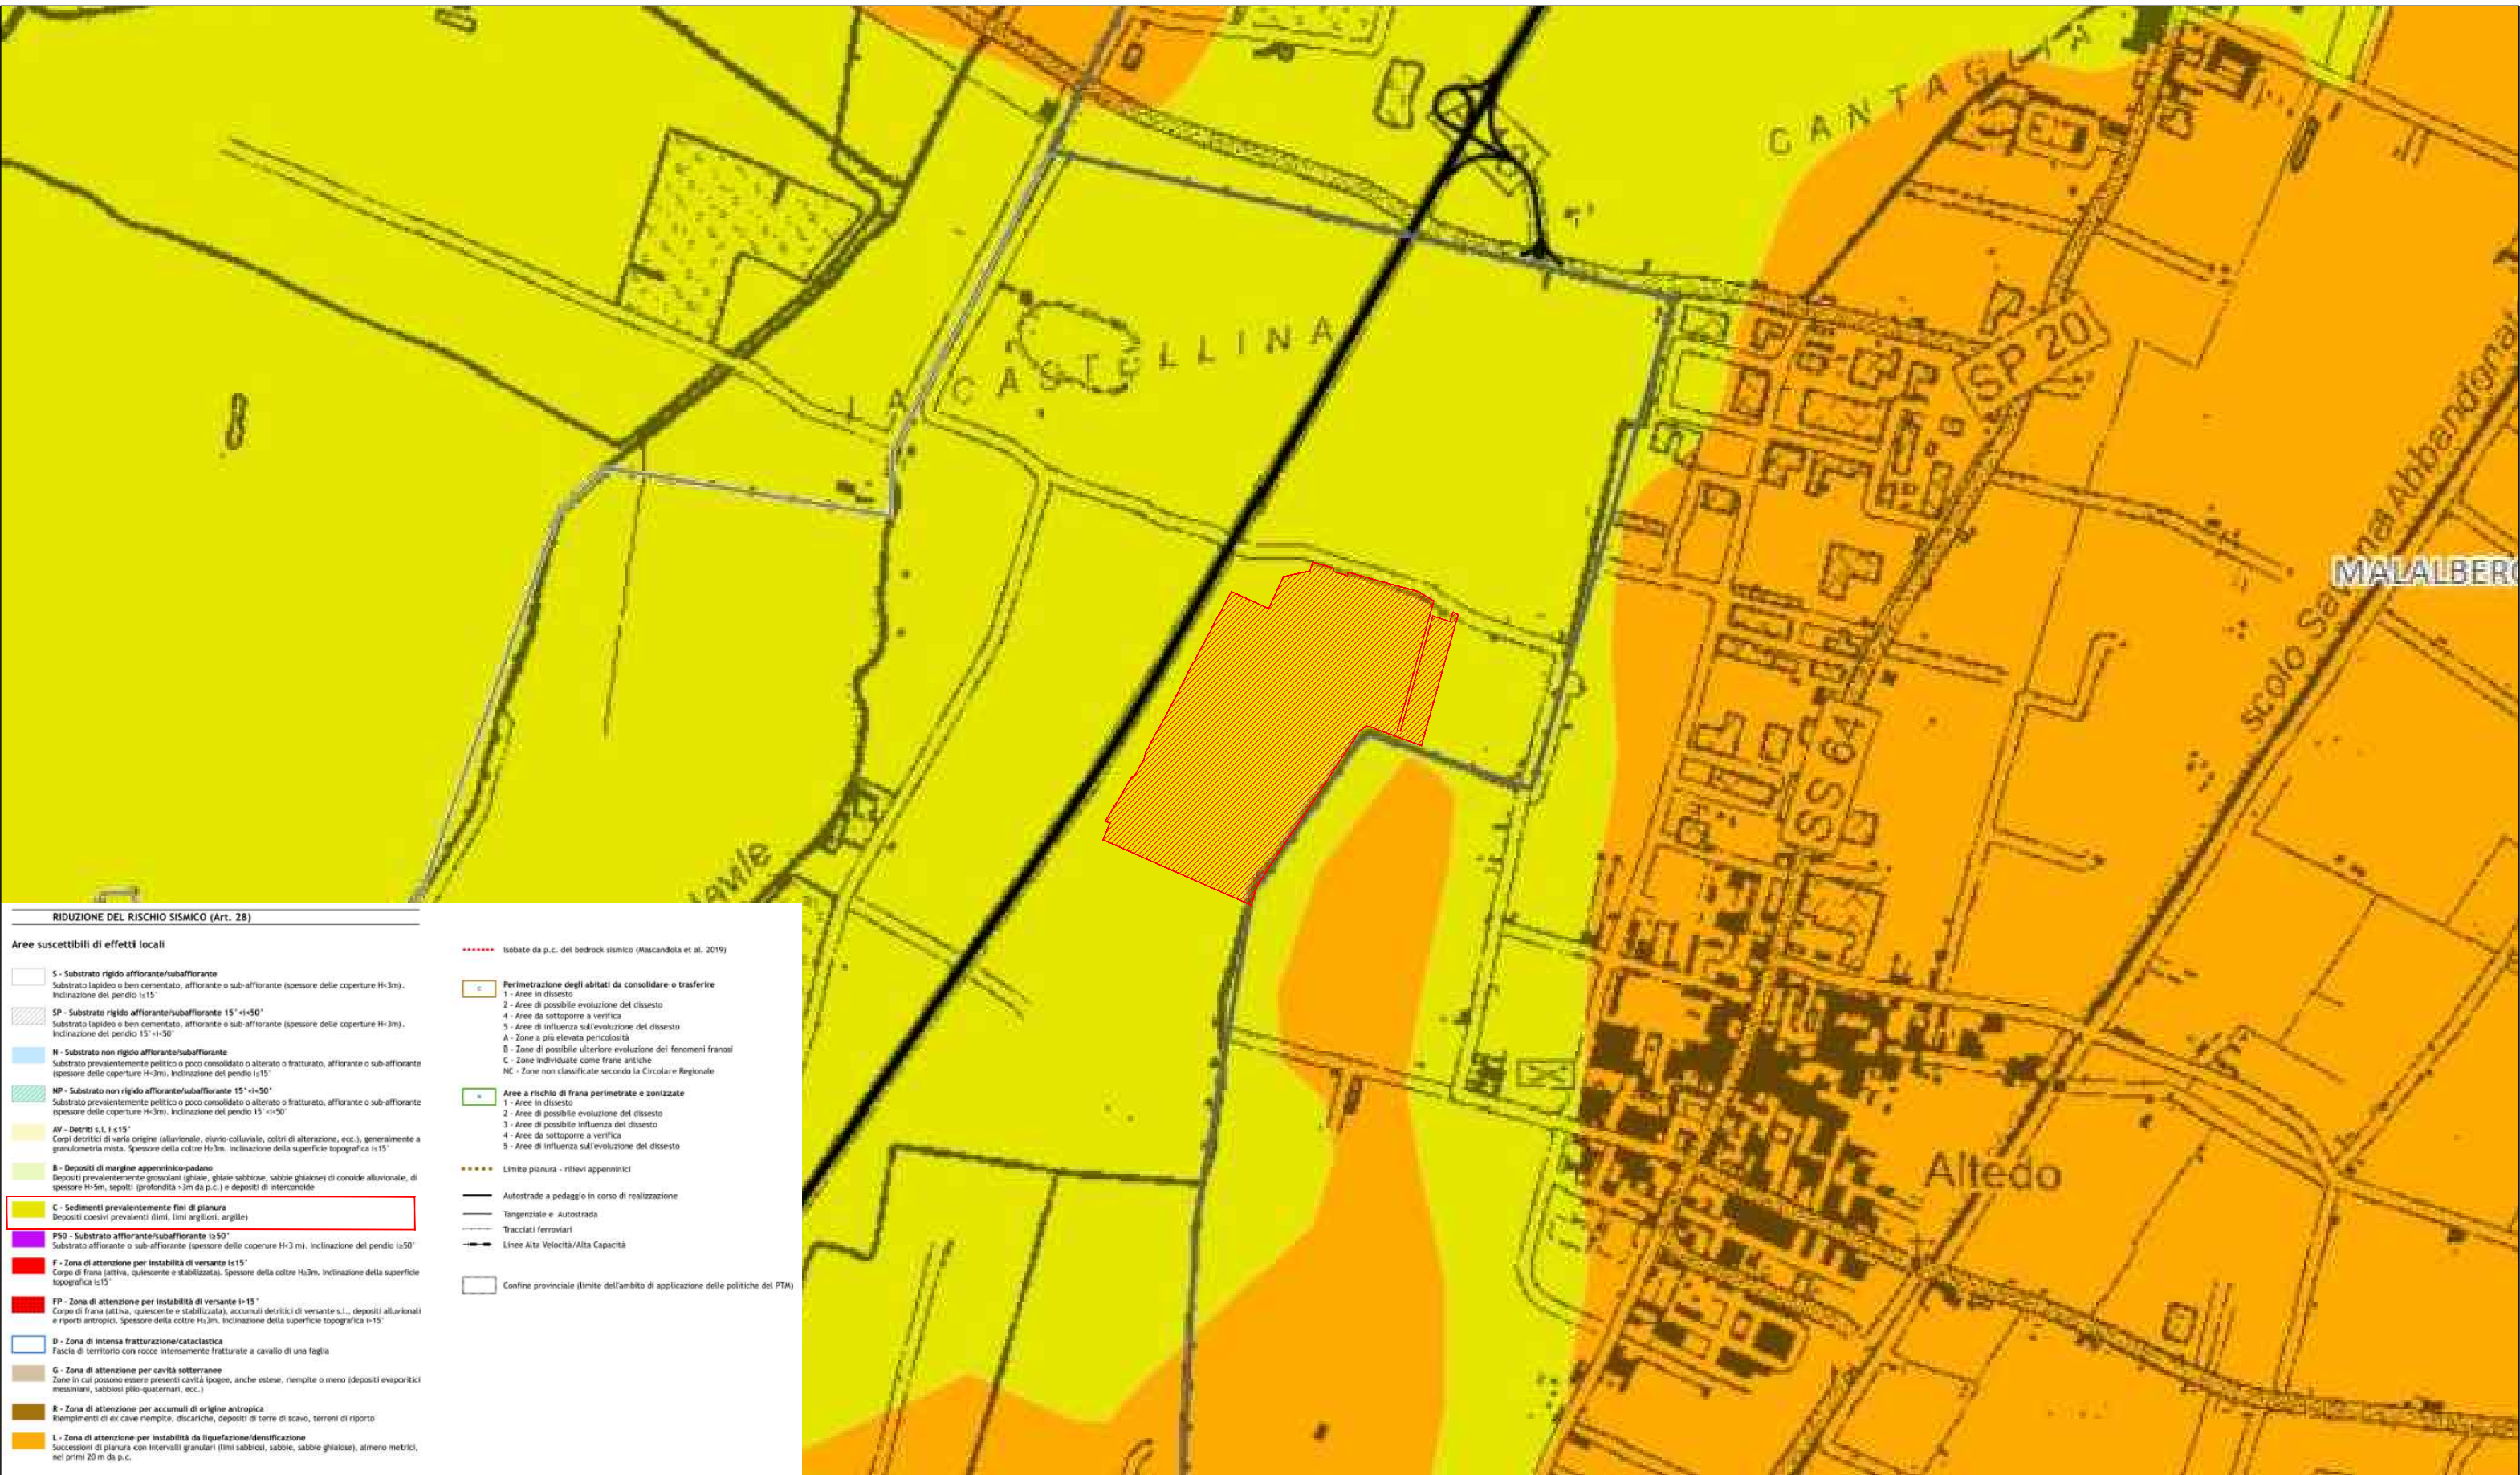 CANTAGLIA
LA CASTELLINA
SP 20
MALALBERG
scolo Savena Abbandonato
SS 64
Altedo
RIDUZIONE DEL RISCHIO SISMICO (Art. 28)
Aree suscettibili di effetti locali
S - Substrato rigido affiorante/subaffiorante
Substrato lapideo o ben cementato, affiorante o sub-affiorante (spessore delle coperture H<3m).
Inclinazione del pendio i≤15°
SP - Substrato rigido affiorante/subaffiorante 15°<i<50°
Substrato lapideo o ben cementato, affiorante o sub-affiorante (spessore delle coperture H<3m).
Inclinazione del pendio 15°<i<50°
N - Substrato non rigido affiorante/subaffiorante
Substrato prevalentemente pelitico o poco consolidato o alterato o fratturato, affiorante o sub-affiorante
(spessore delle coperture H<3m). Inclinazione del pendio i≤15°
NP - Substrato non rigido affiorante/subaffiorante 15°<i<50°
Substrato prevalentemente pelitico o poco consolidato o alterato o fratturato, affiorante o sub-affiorante
(spessore delle coperture H<3m). Inclinazione del pendio 15°<i<50°
AV - Detriti s.l. i ≤15°
Corpi detritici di varia origine (alluvionale, eluvio-colluviale, coltri di alterazione, ecc.), generalmente a
granulometria mista. Spessore della coltre H≥3m. Inclinazione della superficie topografica i≤15°
B - Depositi di margine appenninico-padano
Depositi prevalentemente grossolani (ghiaie, ghiaie sabbiose, sabbie ghiaiose) di conoide alluvionale, di
spessore H>5m, sepolti (profondità >3m da p.c.) e depositi di interconoide
C - Sedimenti prevalentemente fini di pianura
Depositi coesivi prevalenti (limi, limi argillosi, argille)
P50 - Substrato affiorante/subaffiorante i≥50°
Substrato affiorante o sub-affiorante (spessore delle coperure H<3 m). Inclinazione del pendio i≥50°
F - Zona di attenzione per instabilità di versante i≤15°
Corpo di frana (attiva, quiescente e stabilizzata). Spessore della coltre H≥3m. Inclinazione della superficie
topografica i≤15°
FP - Zona di attenzione per instabilità di versante i>15°
Corpo di frana (attiva, quiescente e stabilizzata), accumuli detritici di versante s.l., depositi alluvionali
e riporti antropici. Spessore della coltre H≥3m. Inclinazione della superficie topografica i>15°
D - Zona di intensa fratturazione/cataclastica
Fascia di territorio con rocce intensamente fratturate a cavallo di una faglia
G - Zona di attenzione per cavità sotterranee
Zone in cui possono essere presenti cavità ipogee, anche estese, riempite o meno (depositi evaporitici
messiniani, sabbiosi plio-quaternari, ecc.)
R - Zona di attenzione per accumuli di origine antropica
Riempimenti di ex cave riempite, discariche, depositi di terre di scavo, terreni di riporto
L - Zona di attenzione per instabilità da liquefazione/densificazione
Successioni di pianura con intervalli granulari (limi sabbiosi, sabbie, sabbie ghiaiose), almeno metrici,
nei primi 20 m da p.c.
Isobate da p.c. del bedrock sismico (Mascandola et al. 2019)
Perimetrazione degli abitati da consolidare o trasferire
1 - Aree in dissesto
2 - Aree di possibile evoluzione del dissesto
4 - Aree da sottoporre a verifica
5 - Aree di influenza sull'evoluzione del dissesto
A - Zone a più elevata pericolosità
B - Zone di possibile ulteriore evoluzione dei fenomeni franosi
C - Zone individuate come frane antiche
NC - Zone non classificate secondo la Circolare Regionale
Aree a rischio di frana perimetrate e zonizzate
1 - Aree in dissesto
2 - Aree di possibile evoluzione del dissesto
3 - Aree di possibile influenza del dissesto
4 - Aree da sottoporre a verifica
5 - Aree di influenza sull'evoluzione del dissesto
Limite pianura - rilievi appenninici
Autostrade a pedaggio in corso di realizzazione
Tangenziale e Autostrada
Tracciati ferroviari
Linee Alta Velocità/Alta Capacità
Confine provinciale (limite dell'ambito di applicazione delle politiche del PTM)